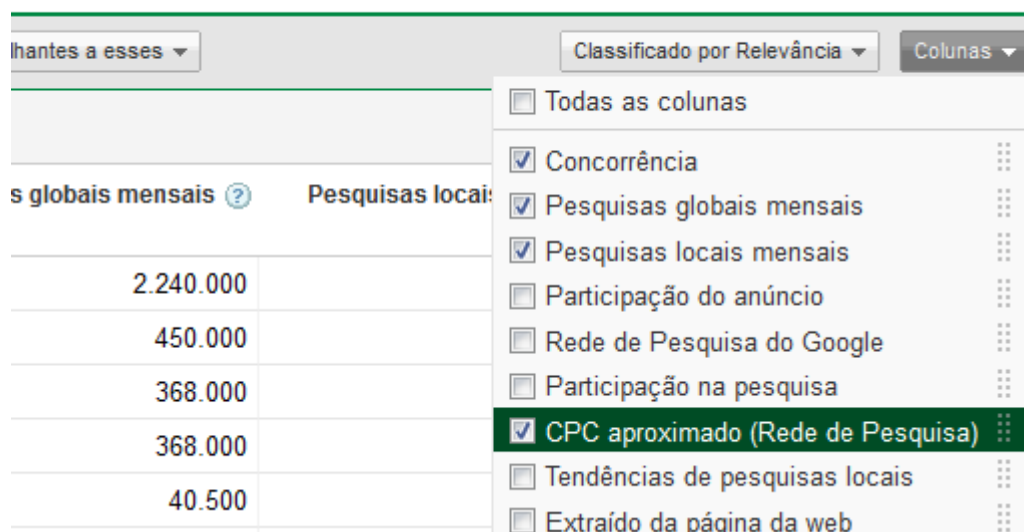 lhantes a esses
Classificado por Relevância
Colunas
Todas as colunas
Concorrência
s globais mensais
Pesquisas locais
Pesquisas globais mensais
Pesquisas locais mensais
2.240.000
Participação do anúncio
450.000
Rede de Pesquisa do Google
368.000
Participação na pesquisa
368.000
CPC aproximado (Rede de Pesquisa)
Tendências de pesquisas locais
40.500
Extraído da página da web